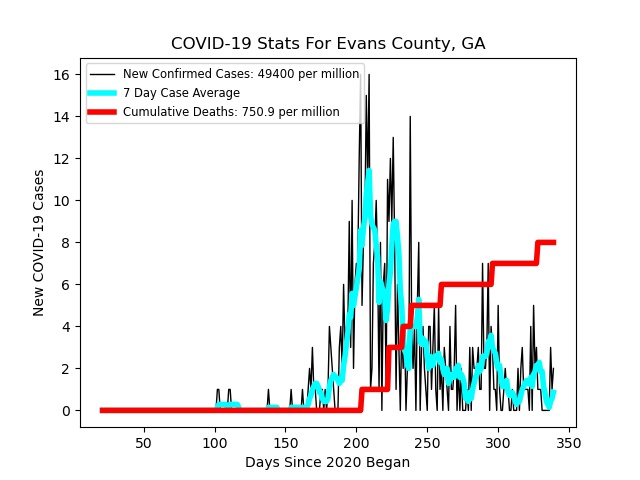 COVID-19 Stats For Evans County, GA
New Confirmed Cases: 49400 per million
7 Day Case Average
Cumulative Deaths: 750.9 per million
New COVID-19 Cases
16
14
12
10
8
6
4
2
0
50 100 150 200 250 300 350
Days Since 2020 Began